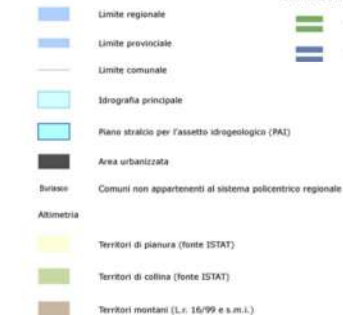 Limite regionale
Limite provinciale
Limite comunale
Idrografia principale
Piano stralcio per l'assetto idrogeologico (PAI)
Area urbanizzata
Buriasco Comuni non appartenenti al sistema policentrico regionale
Altimetria
Territori di pianura (fonte ISTAT)
Territori di collina (fonte ISTAT)
Territori montani (L.r. 16/99 e s.m.i.)